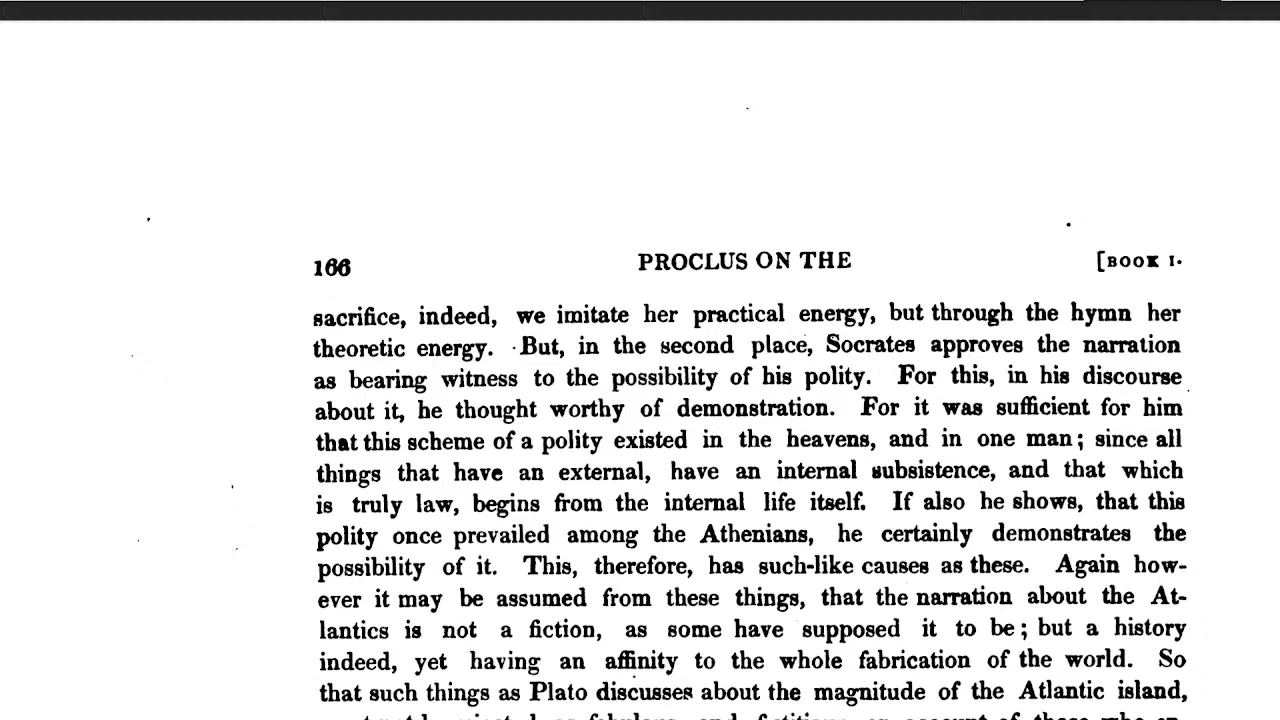 166 PROCLUS ON THE [BOOK I.
sacrifice, indeed, we imitate her practical energy, but through the hymn her
theoretic energy. But, in the second place, Socrates approves the narration
as bearing witness to the possibility of his polity. For this, in his discourse
about it, he thought worthy of demonstration. For it was sufficient for him
that this scheme of a polity existed in the heavens, and in one man; since all
things that have an external, have an internal subsistence, and that which
is truly law, begins from the internal life itself. If also he shows, that this
polity once prevailed among the Athenians, he certainly demonstrates the
possibility of it. This, therefore, has such-like causes as these. Again how-
ever it may be assumed from these things, that the narration about the At-
lantics is not a fiction, as some have supposed it to be; but a history
indeed, yet having an affinity to the whole fabrication of the world. So
that such things as Plato discusses about the magnitude of the Atlantic island,